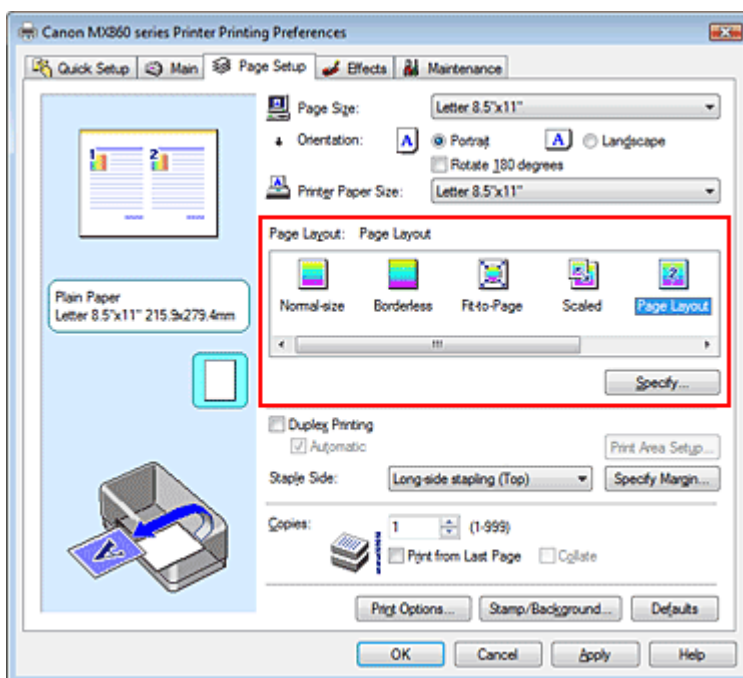 Canon MX860 series Printer Printing Preferences
Quick Setup Main Page Setup Effects Maintenance
1 2
Plain Paper
Letter 8.5"x11" 215.9x279.4mm
Page Size: Letter 8.5"x11"
Orientation: A Portrait A Landscape
Rotate 180 degrees
Printer Paper Size: Letter 8.5"x11"
Page Layout: Page Layout
Normal-size Borderless Fit-to-Page Scaled Page Layout
Specify...
Duplex Printing
Automatic
Print Area Setup...
Staple Side: Long-side stapling (Top) Specify Margin...
Copies: 1 (1-999)
Print from Last Page Collate
Print Options... Stamp/Background... Defaults
OK Cancel Apply Help